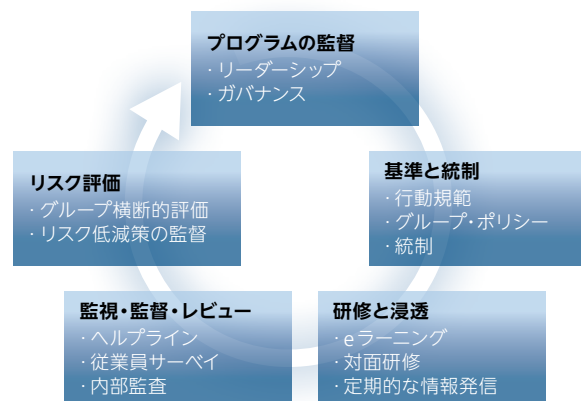 プログラムの監督
・リーダーシップ
・ガバナンス
基準と統制
・行動規範
・グループ・ポリシー
・統制
研修と浸透
・eラーニング
・対面研修
・定期的な情報発信
監視・監督・レビュー
・ヘルプライン
・従業員サーベイ
・内部監査
リスク評価
・グループ横断的評価
・リスク低減策の監督